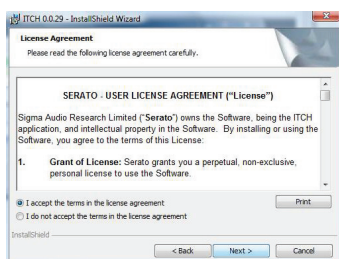 ITCH 0.0.29 - InstallShield Wizard
License Agreement
Please read the following license agreement carefully.
SERATO - USER LICENSE AGREEMENT ("License")
Sigma Audio Research Limited ("Serato") owns the Software, being the ITCH
application, and intellectual property in the Software. By installing or using the
Software, you agree to the terms of this License:
1. Grant of License: Serato grants you a perpetual, non-exclusive,
personal license to use the Software.
I accept the terms in the license agreement
Print
I do not accept the terms in the license agreement
InstallShield
< Back Next > Cancel